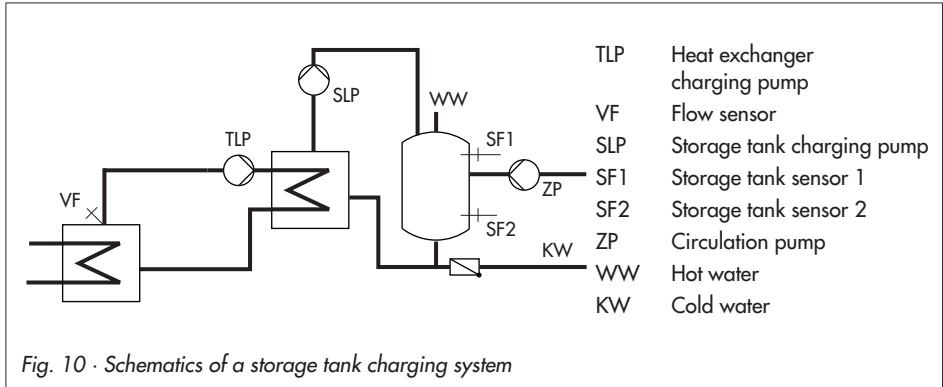 SLP
WW
TLP
SF1
VF
ZP
SF2
KW
TLP Heat exchanger
charging pump
VF Flow sensor
SLP Storage tank charging pump
SF1 Storage tank sensor 1
SF2 Storage tank sensor 2
ZP Circulation pump
WW Hot water
KW Cold water
Fig. 10 · Schematics of a storage tank charging system